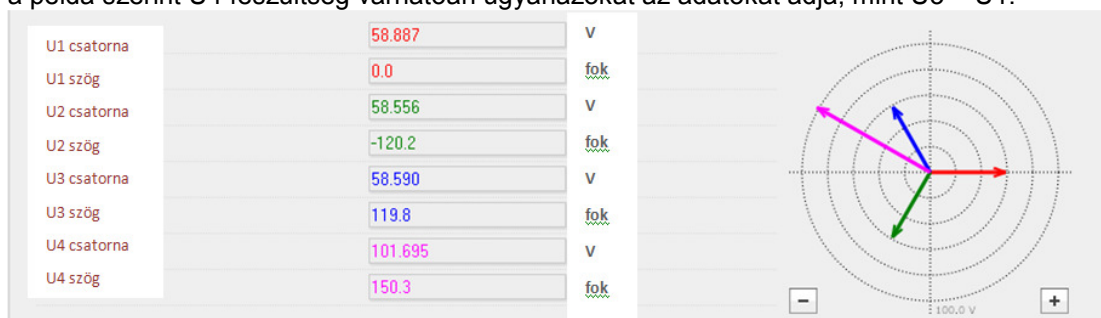 a példa szerint U4 feszültség várhatóan ugyanazokat az adatokat adja, mint U3 – U1.
U1 csatorna 58.887 V
U1 szög 0.0 fok
U2 csatorna 58.556 V
U2 szög -120.2 fok
U3 csatorna 58.590 V
U3 szög 119.8 fok
U4 csatorna 101.695 V
U4 szög 150.3 fok
− 100.0 V +